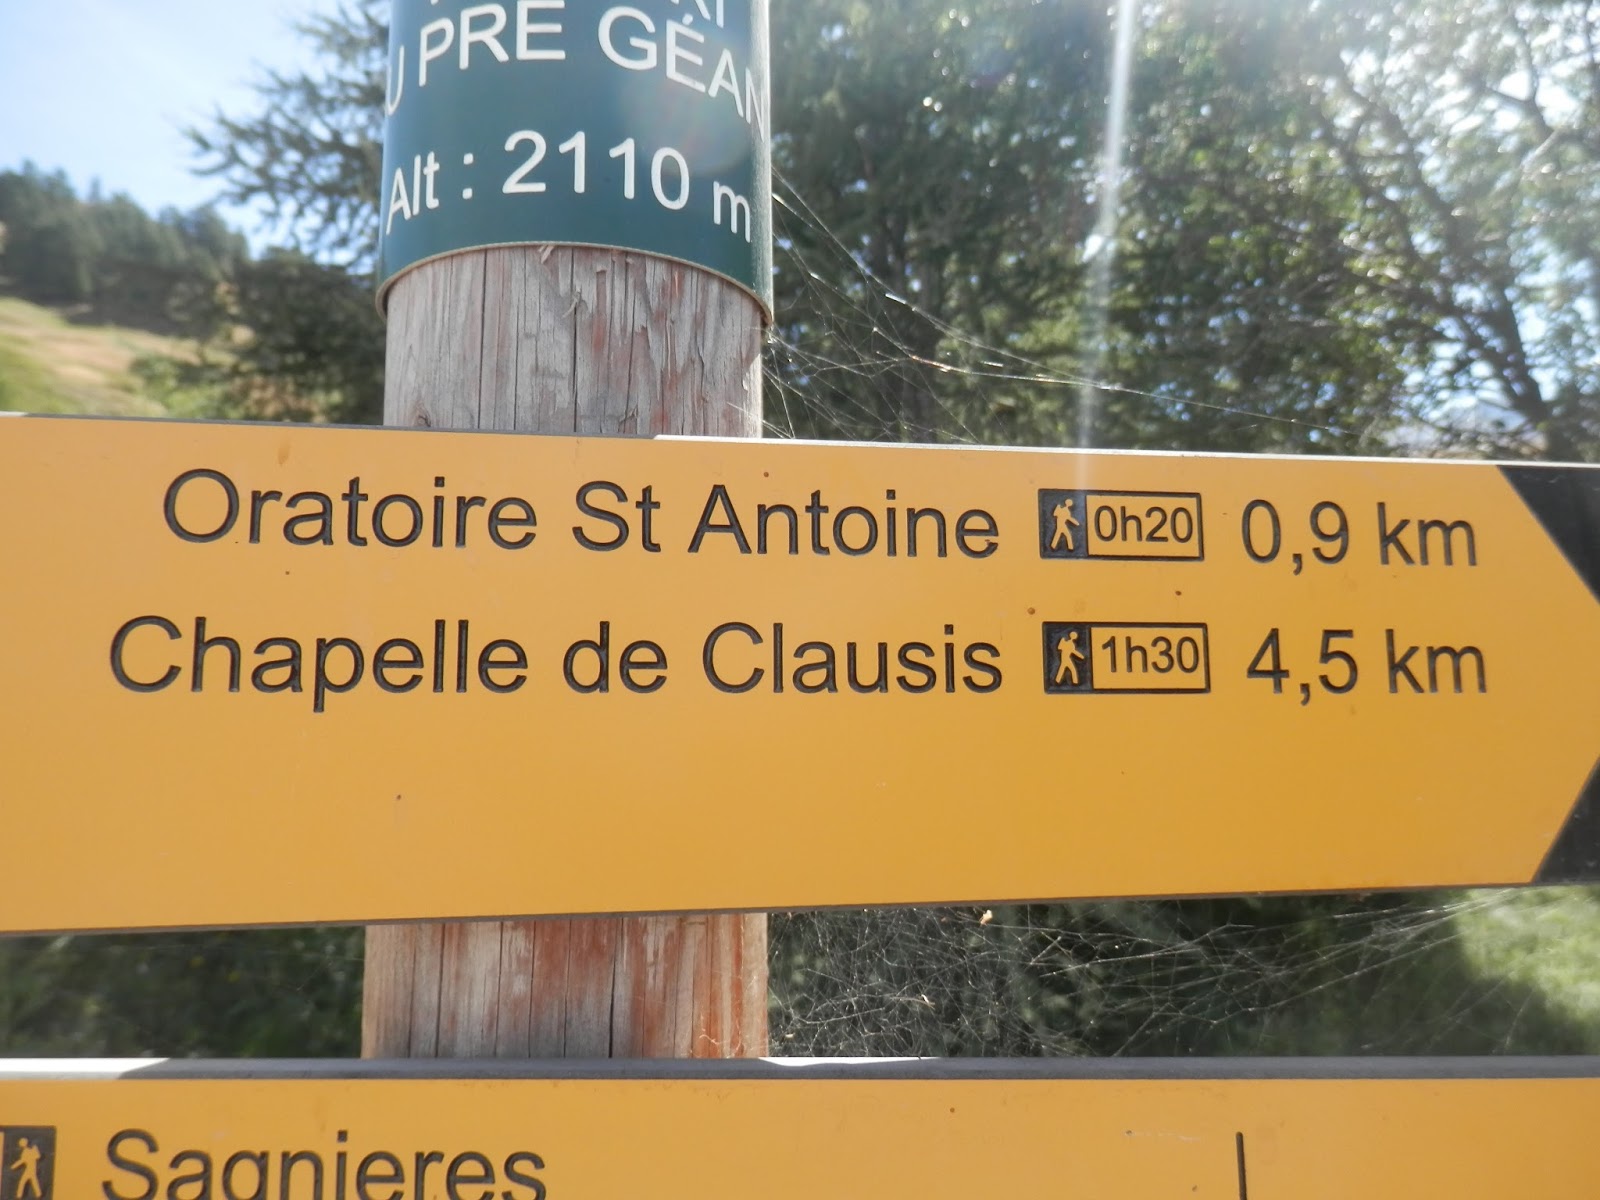 U PRE GÉAN
Alt : 2110 m
Oratoire St Antoine 0h20 0,9 km
Chapelle de Clausis 1h30 4,5 km
Sagnieres